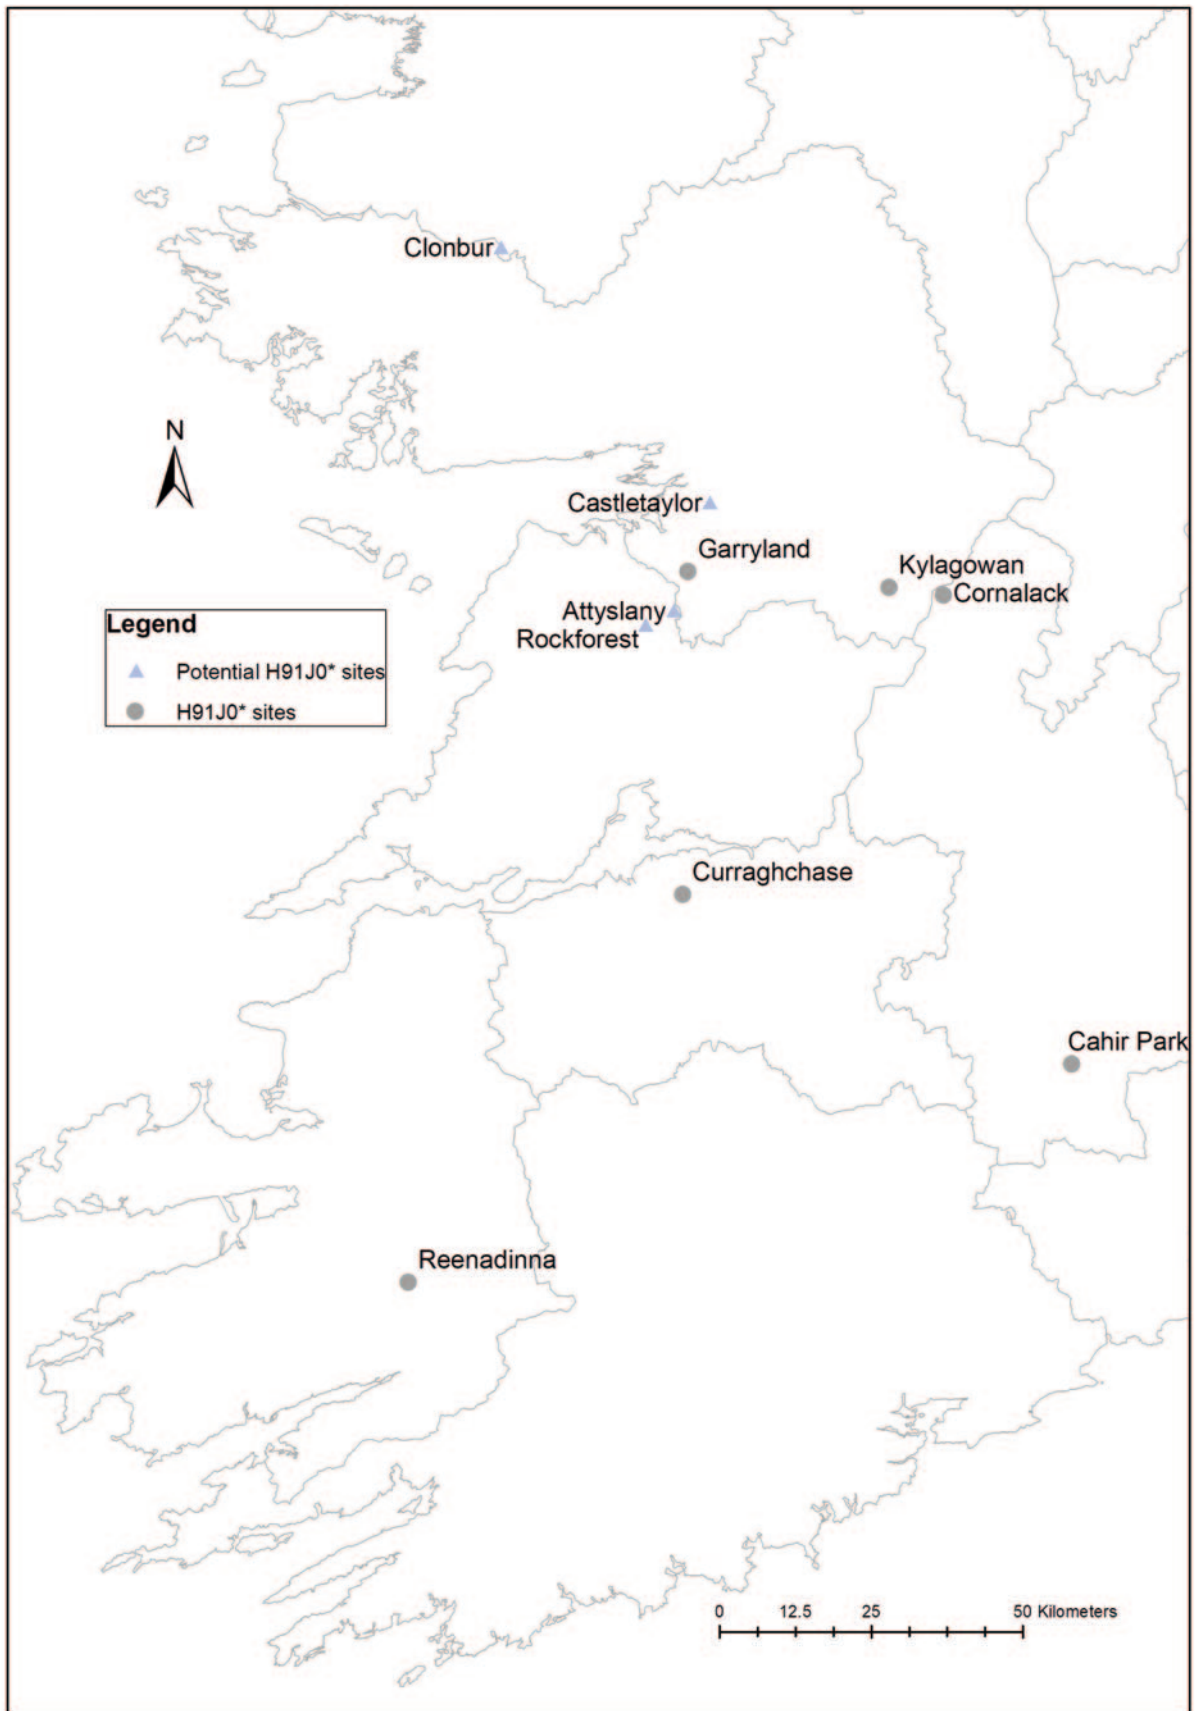 Clonbur
N
Castletaylor
Garryland
Kylagowan
Cornalack
Attyslany
Rockforest
Legend
Potential H91J0* sites
H91J0* sites
Curraghchase
Cahir Park
Reenadinna
0 12.5 25 50 Kilometers